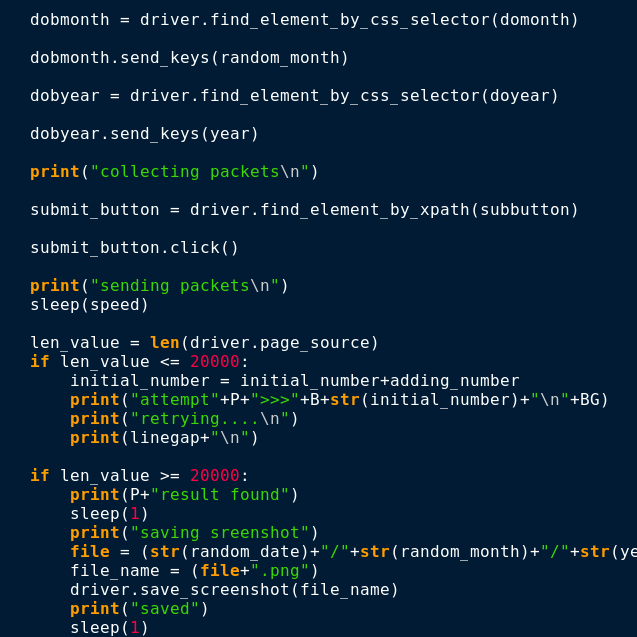 dobmonth = driver.find_element_by_css_selector(domonth)
dobmonth.send_keys(random_month)
dobyear = driver.find_element_by_css_selector(doyear)
dobyear.send_keys(year)
print("collecting packets\n")
submit_button = driver.find_element_by_xpath(subbutton)
submit_button.click()
print("sending packets\n")
sleep(speed)
len_value = len(driver.page_source)
if len_value <= 20000:
    initial_number = initial_number+adding_number
    print("attempt"+P+">>>"+B+str(initial_number)+"\n"+BG)
    print("retrying....\n")
    print(linegap+"\n")
if len_value >= 20000:
    print(P+"result found")
    sleep(1)
    print("saving sreenshot")
    file = (str(random_date)+"/"+str(random_month)+"/"+str(ye
    file_name = (file+".png")
    driver.save_screenshot(file_name)
    print("saved")
    sleep(1)